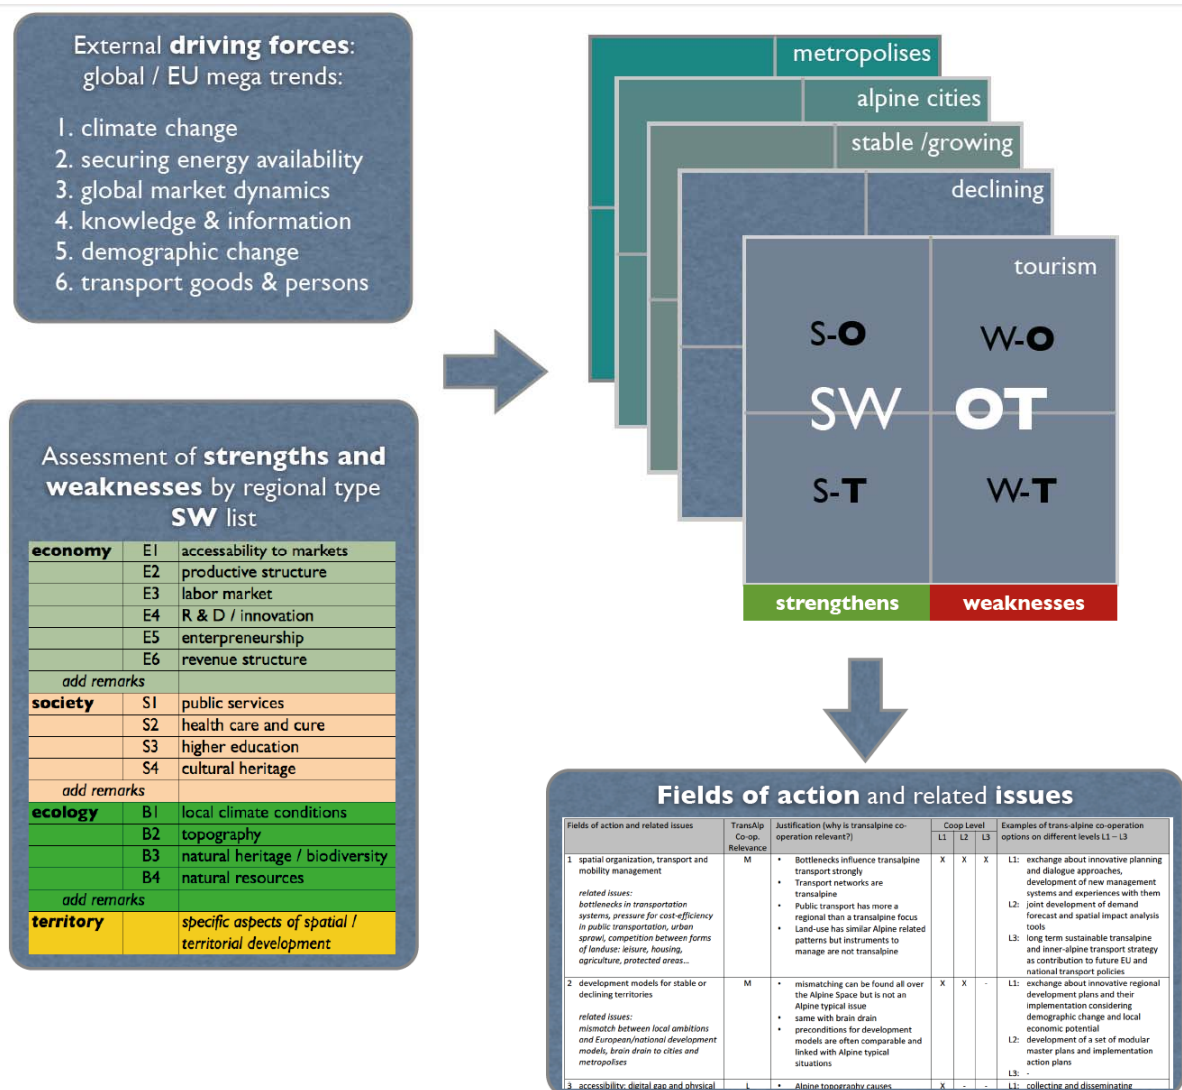 External driving forces:
global / EU mega trends:
1. climate change
2. securing energy availability
3. global market dynamics
4. knowledge & information
5. demographic change
6. transport goods & persons
Assessment of strengths and
weaknesses by regional type
SW list
economy E1 accessability to markets
E2 productive structure
E3 labor market
E4 R & D / innovation
E5 enterpreneurship
E6 revenue structure
add remarks
society S1 public services
S2 health care and cure
S3 higher education
S4 cultural heritage
add remarks
ecology B1 local climate conditions
B2 topography
B3 natural heritage / biodiversity
B4 natural resources
add remarks
territory specific aspects of spatial /
territorial development
metropolises
alpine cities
stable /growing
declining
tourism
S-O W-O
SW OT
S-T W-T
strengthens weaknesses
Fields of action and related issues
Fields of action and related issues
TransAlp
Co-op.
Relevance
Justification (why is transalpine co-
operation relevant?)
Coop Level
L1 L2 L3
Examples of trans-alpine co-operation
options on different levels L1 – L3
1 spatial organization, transport and
mobility management
related issues:
bottlenecks in transportation
systems, pressure for cost-efficiency
in public transportation, urban
sprawl, competition between forms
of landuse: leisure, housing,
agriculture, protected areas...
M
• Bottlenecks influence transalpine
transport strongly
• Transport networks are
transalpine
• Public transport has more a
regional than a transalpine focus
• Land-use has similar Alpine related
patterns but instruments to
manage are not transalpine
X X X
L1: exchange about innovative planning
and dialogue approaches,
development of new management
systems and experiences with them
L2: joint development of demand
forecast and spatial impact analysis
tools
L3: long term sustainable transalpine
and inner-alpine transport strategy
as contribution to future EU and
national transport policies
2 development models for stable or
declining territories
related issues:
mismatch between local ambitions
and European/national development
models, brain drain to cities and
metropolises
M
• mismatching can be found all over
the Alpine Space but is not an
Alpine typical issue
• same with brain drain
• preconditions for development
models are often comparable and
linked with Alpine typical
situations
X X -
L1: exchange about innovative regional
development plans and their
implementation considering
demographic change and local
economic potential
L2: development of a set of modular
master plans and implementation
action plans
L3: -
3 accessibility: digital gap and physical
L
• Alpine topography causes
X - -
L1: collecting and disseminating